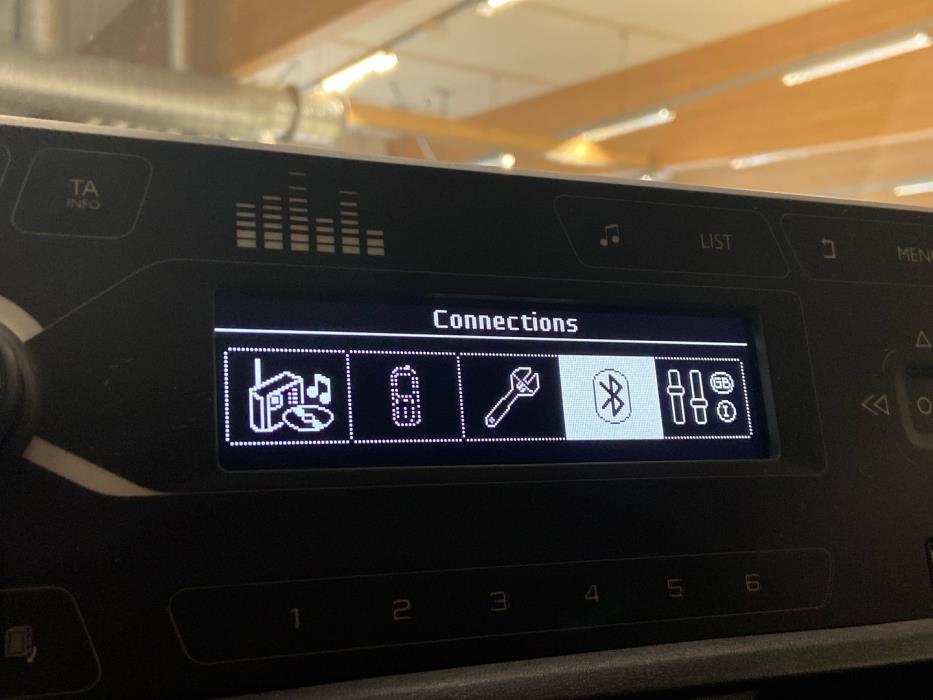 TA
INFO
LIST
MENU
Connections
GB
I
1 2 3 4 5 6